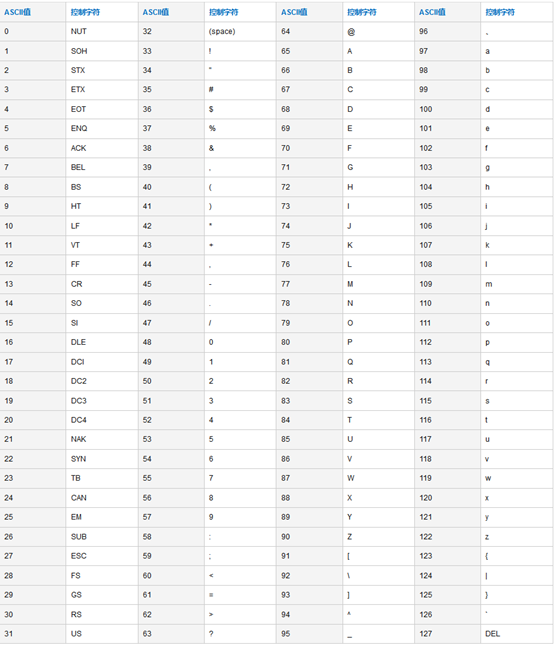 ASCII值 控制字符 ASCII值 控制字符 ASCII值 控制字符 ASCII值 控制字符
0 NUT 32 (space) 64 @ 96 、
1 SOH 33 ! 65 A 97 a
2 STX 34 " 66 B 98 b
3 ETX 35 # 67 C 99 c
4 EOT 36 $ 68 D 100 d
5 ENQ 37 % 69 E 101 e
6 ACK 38 & 70 F 102 f
7 BEL 39 , 71 G 103 g
8 BS 40 ( 72 H 104 h
9 HT 41 ) 73 I 105 i
10 LF 42 * 74 J 106 j
11 VT 43 + 75 K 107 k
12 FF 44 , 76 L 108 l
13 CR 45 - 77 M 109 m
14 SO 46 . 78 N 110 n
15 SI 47 / 79 O 111 o
16 DLE 48 0 80 P 112 p
17 DCI 49 1 81 Q 113 q
18 DC2 50 2 82 R 114 r
19 DC3 51 3 83 S 115 s
20 DC4 52 4 84 T 116 t
21 NAK 53 5 85 U 117 u
22 SYN 54 6 86 V 118 v
23 TB 55 7 87 W 119 w
24 CAN 56 8 88 X 120 x
25 EM 57 9 89 Y 121 y
26 SUB 58 : 90 Z 122 z
27 ESC 59 ; 91 [ 123 {
28 FS 60 < 92 \ 124 |
29 GS 61 = 93 ] 125 }
30 RS 62 > 94 ^ 126 `
31 US 63 ? 95 _ 127 DEL